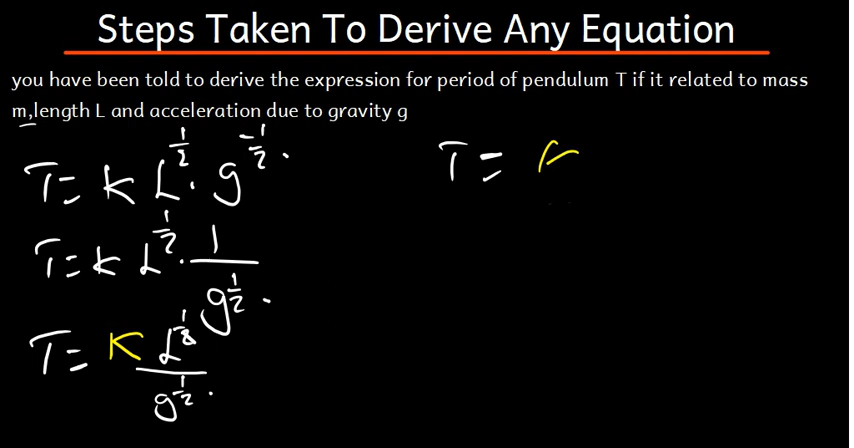 Steps Taken To Derive Any Equation
you have been told to derive the expression for period of pendulum T if it related to mass
m,length L and acceleration due to gravity g
T = K L^1/2 . g^-1/2 .
T = K L^1/2 . 1/g^1/2 .
T = K L^1/2 / g^1/2 .
T =